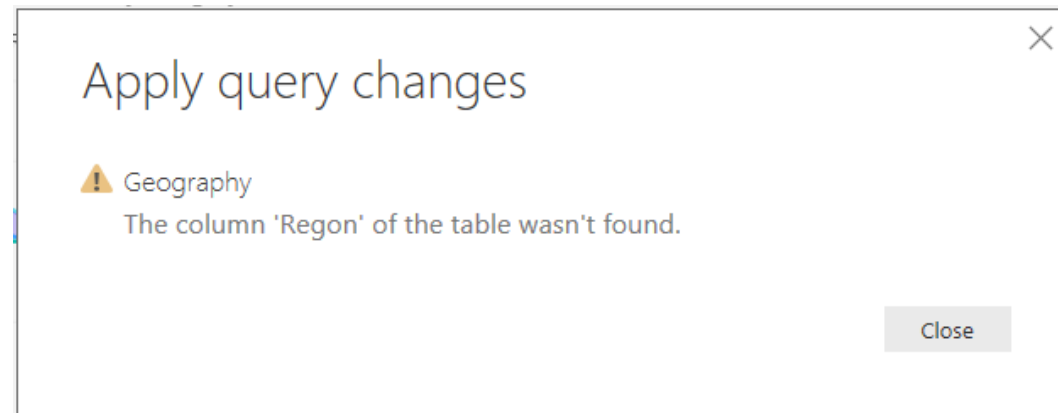 Apply query changes
Geography
The column 'Regon' of the table wasn't found.
Close